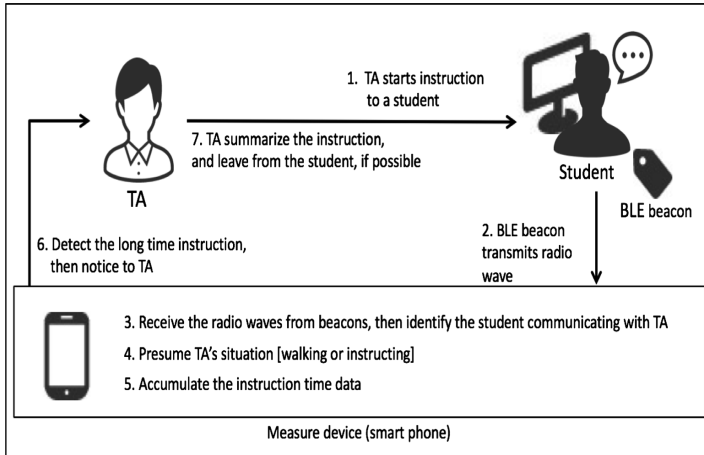 1. TA starts instruction
to a student
7. TA summarize the instruction,
and leave from the student, if possible
TA
Student
BLE beacon
2. BLE beacon
transmits radio
wave
6. Detect the long time instruction,
then notice to TA
3. Receive the radio waves from beacons, then identify the student communicating with TA
4. Presume TA's situation [walking or instructing]
5. Accumulate the instruction time data
Measure device (smart phone)